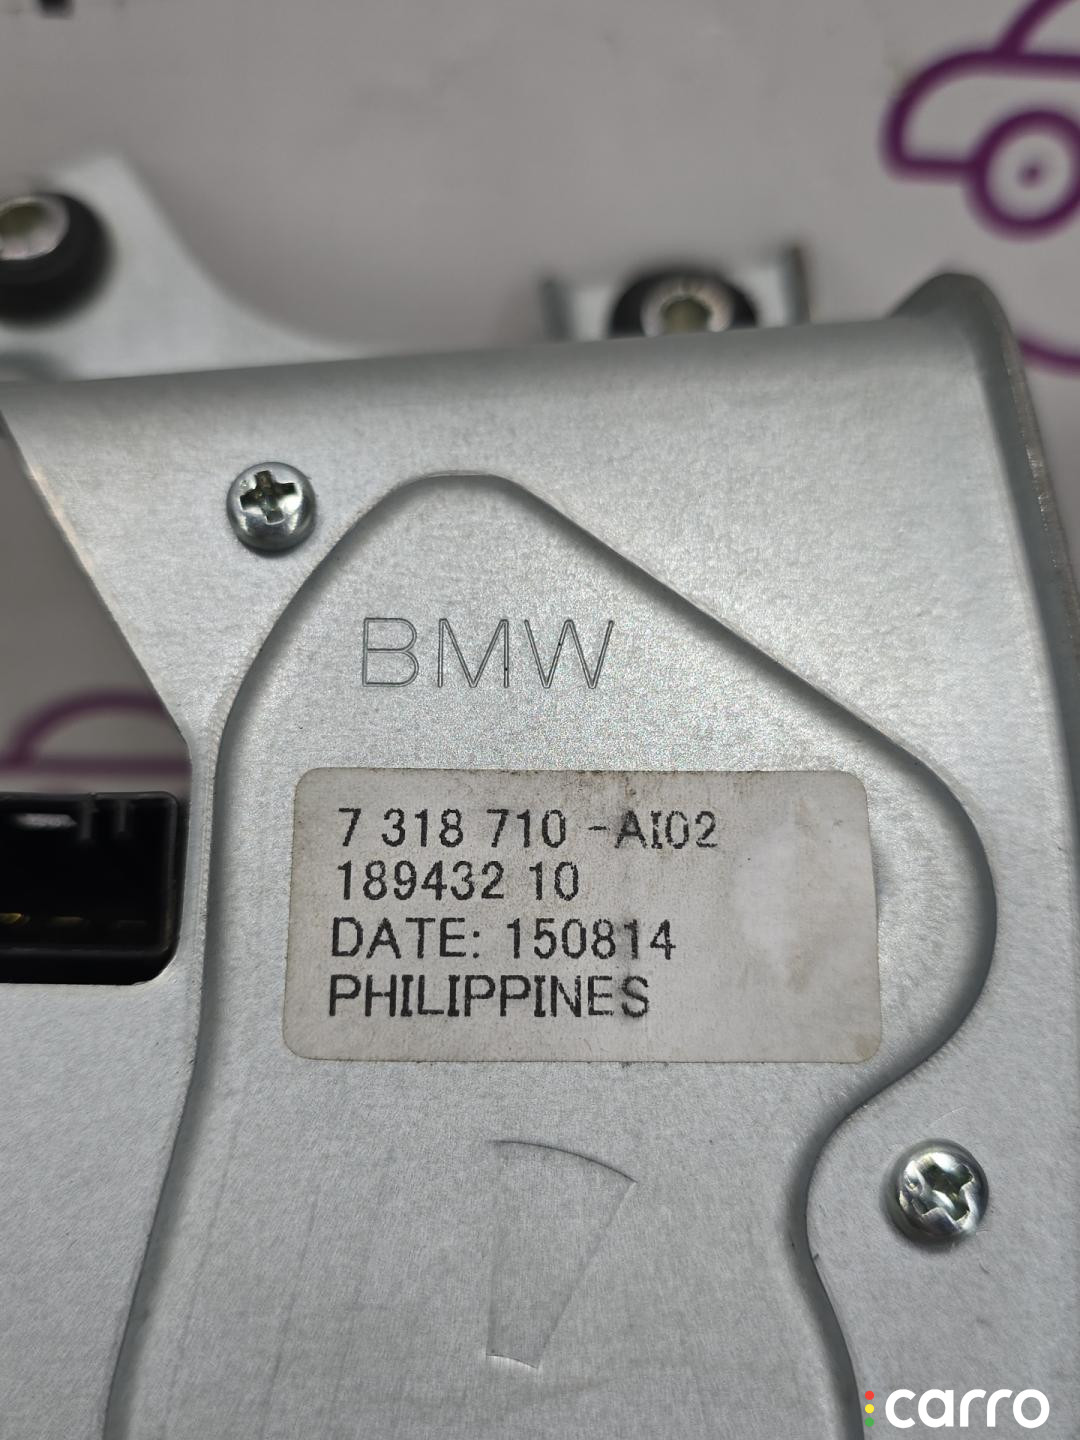 BMW
7 318 710 -AI02
189432 10
DATE: 150814
PHILIPPINES
carro